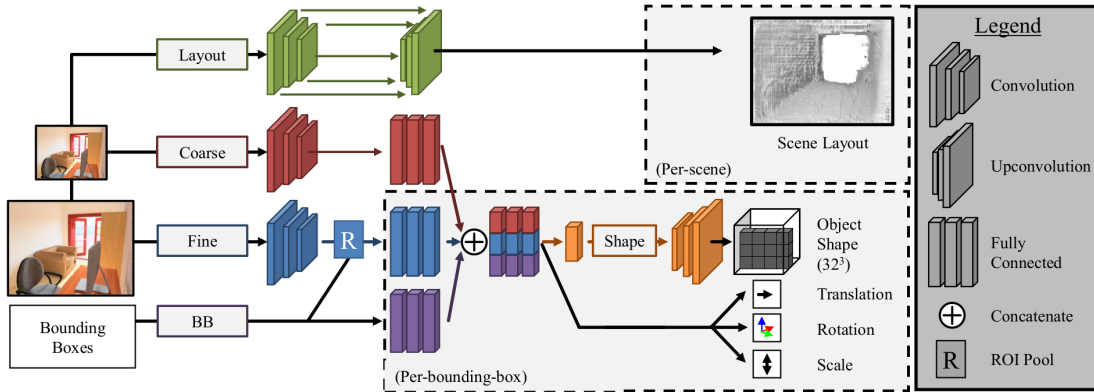 Layout
Coarse
Fine
BB
Bounding
Boxes
R
Shape
Scene Layout
(Per-scene)
Object
Shape
(32³)
Translation
Rotation
Scale
(Per-bounding-box)
Legend
Convolution
Upconvolution
Fully
Connected
Concatenate
R
ROI Pool